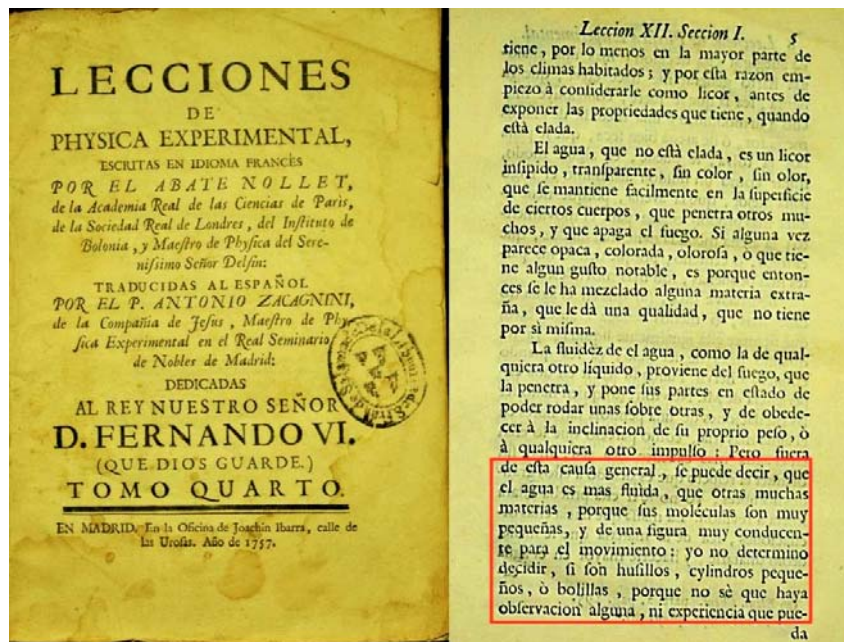 LECCIONES
DE
PHYSICA EXPERIMENTAL,
ESCRITAS EN IDIOMA FRANCÈS
POR EL ABATE NOLLET,
de la Academia Real de las Ciencias de Paris,
de la Sociedad Real de Londres, del Instituto de
Bolonia, y Maestro de Physica del Sere-
nissimo Señor Delfin:
TRADUCIDAS AL ESPAÑOL
POR EL P. ANTONIO ZACAGNINI,
de la Compañia de Jesus, Maestro de Phy
sica Experimental en el Real Seminario
de Nobles de Madrid:
DEDICADAS
AL REY NUESTRO SEÑOR
D. FERNANDO VI.
(QUE DIOS GUARDE.)
TOMO QUARTO.
EN MADRID. En la Oficina de Joachin Ibarra, calle de
las Urosas. Año de 1757.
Leccion XII. Seccion I. 5
tiene, por lo menos en la mayor parte de
los climas habitados; y por esta razon em-
piezo à considerarle como licor, antes de
exponer las propriedades que tiene, quando
està elada.
El agua, que no està elada, es un licor
insipido, transparente, sin color, sin olor,
que se mantiene facilmente en la superficie
de ciertos cuerpos, que penetra otros mu-
chos, y que apaga el fuego. Si alguna vez
parece opaca, colorada, olorosa, ò que tie-
ne algun gusto notable, es porque enton-
ces se le ha mezclado alguna materia extra-
ña, que le dà una qualidad, que no tiene
por sì misma.
La fluidèz de el agua, como la de qual-
quiera otro líquido, proviene del fuego, que
la penetra, y pone sus partes en estado de
poder rodar unas sobre otras, y de obede-
cer à la inclinacion de su proprio peso, ò
à qualquiera otro impulso: Pero fuera
de esta causa general, se puede decir, que
el agua es mas fluida, que otras muchas
materias, porque sus moléculas son muy
pequeñas, y de una figura muy conducen-
te para el movimiento: yo no determino
decidir, si son husillos, cylindros peque-
ños, ò bolillas, porque no sè que haya
observacion alguna, ni experiencia que pue-
da